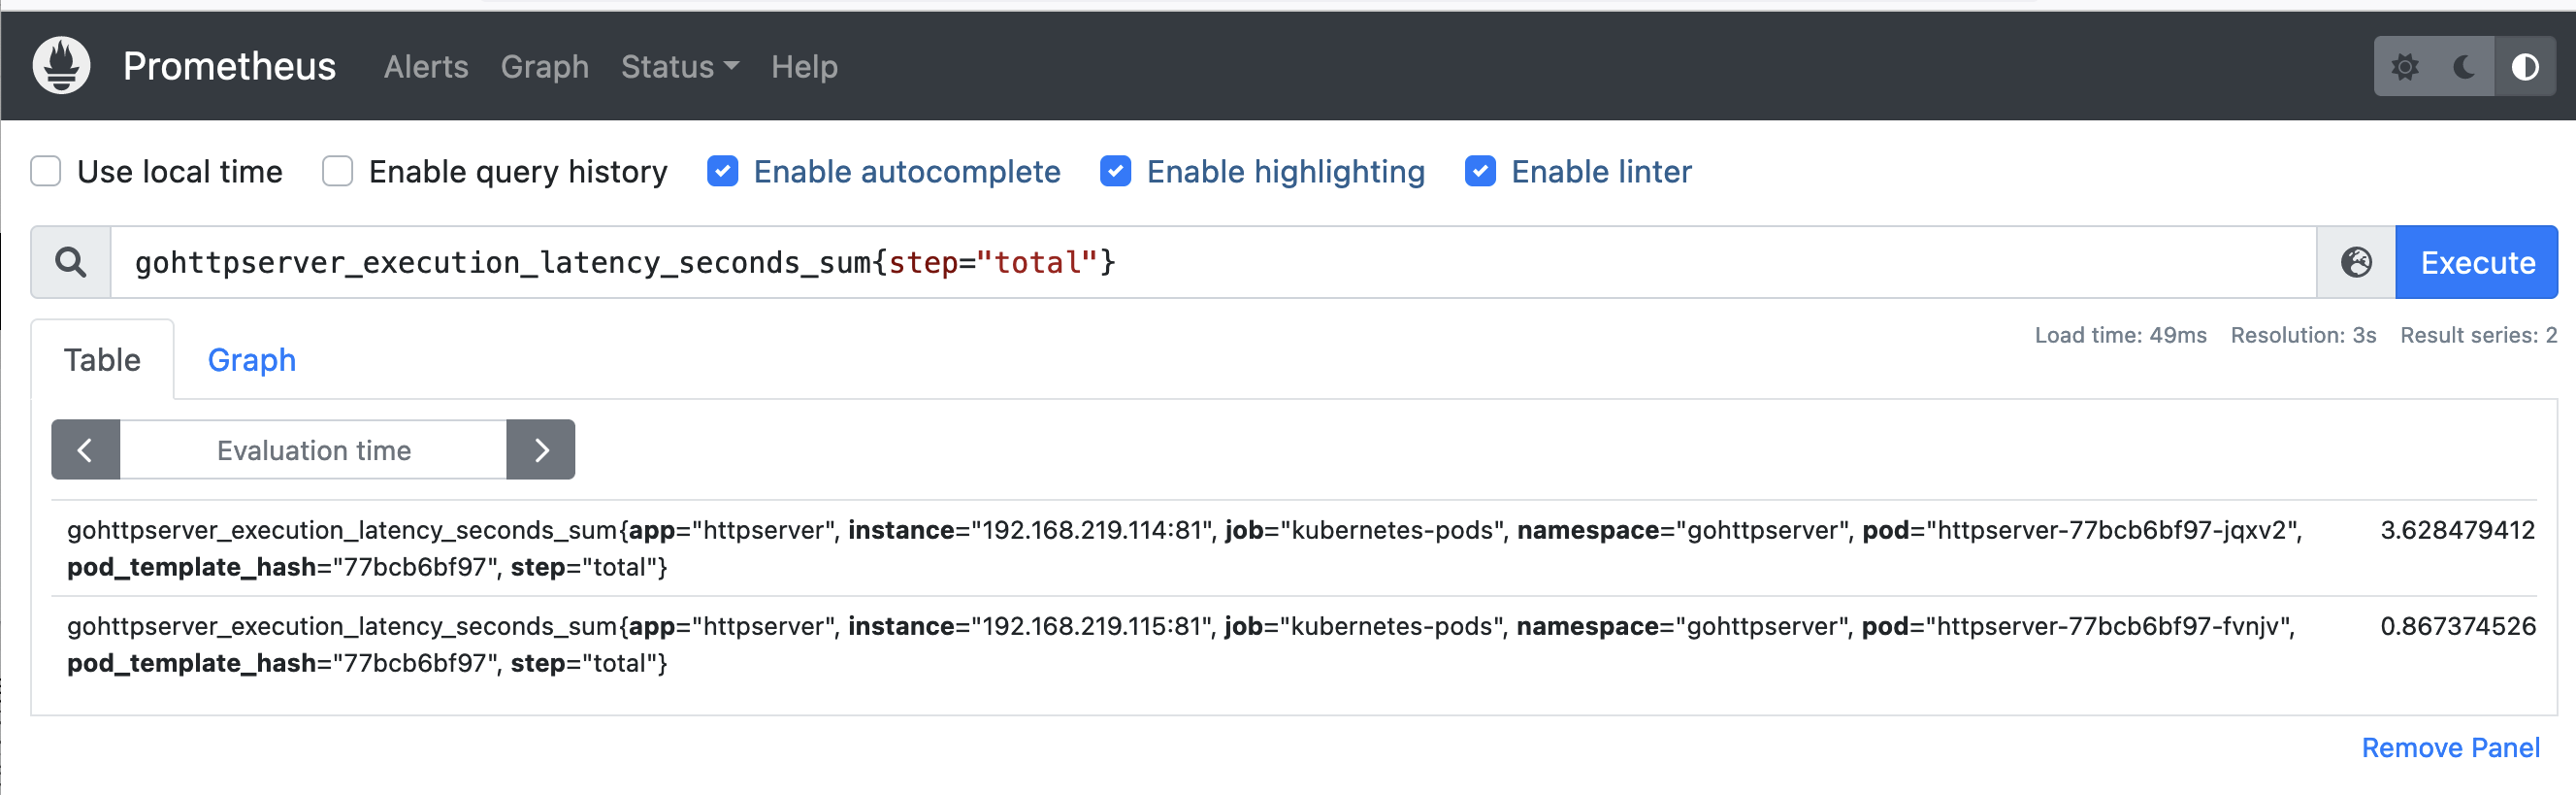 Prometheus Alerts Graph Status Help
Use local time Enable query history Enable autocomplete Enable highlighting Enable linter
gohttpserver_execution_latency_seconds_sum{step="total"} Execute
Table Graph Load time: 49ms Resolution: 3s Result series: 2
Evaluation time
gohttpserver_execution_latency_seconds_sum{app="httpserver", instance="192.168.219.114:81", job="kubernetes-pods", namespace="gohttpserver", pod="httpserver-77bcb6bf97-jqxv2", 3.628479412
pod_template_hash="77bcb6bf97", step="total"}
gohttpserver_execution_latency_seconds_sum{app="httpserver", instance="192.168.219.115:81", job="kubernetes-pods", namespace="gohttpserver", pod="httpserver-77bcb6bf97-fvnjv", 0.867374526
pod_template_hash="77bcb6bf97", step="total"}
Remove Panel